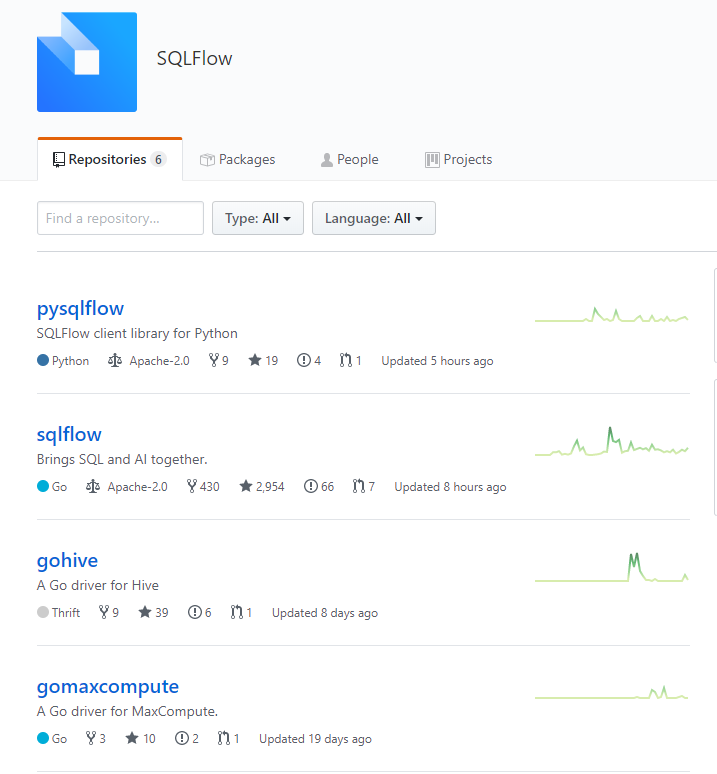 SQLFlow
Repositories 6 Packages People Projects
Find a repository... Type: All Language: All
pysqlflow
SQLFlow client library for Python
Python Apache-2.0 9 19 4 1 Updated 5 hours ago
sqlflow
Brings SQL and AI together.
Go Apache-2.0 430 2,954 66 7 Updated 8 hours ago
gohive
A Go driver for Hive
Thrift 9 39 6 1 Updated 8 days ago
gomaxcompute
A Go driver for MaxCompute.
Go 3 10 2 1 Updated 19 days ago